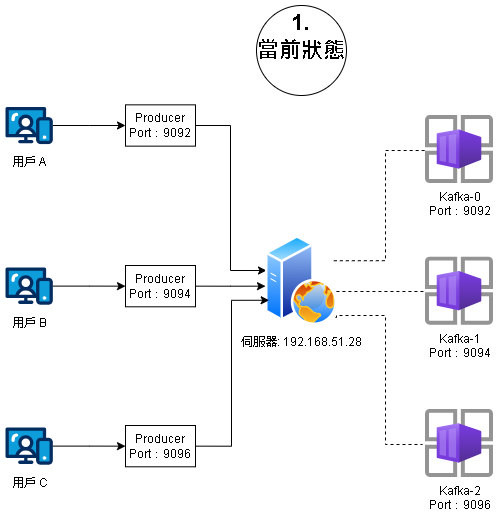 1.
當前狀態
Producer
Port : 9092
用戶 A
Kafka-0
Port : 9092
Producer
Port : 9094
用戶 B
伺服器: 192.168.51.28
Kafka-1
Port : 9094
Producer
Port : 9096
用戶 C
Kafka-2
Port : 9096